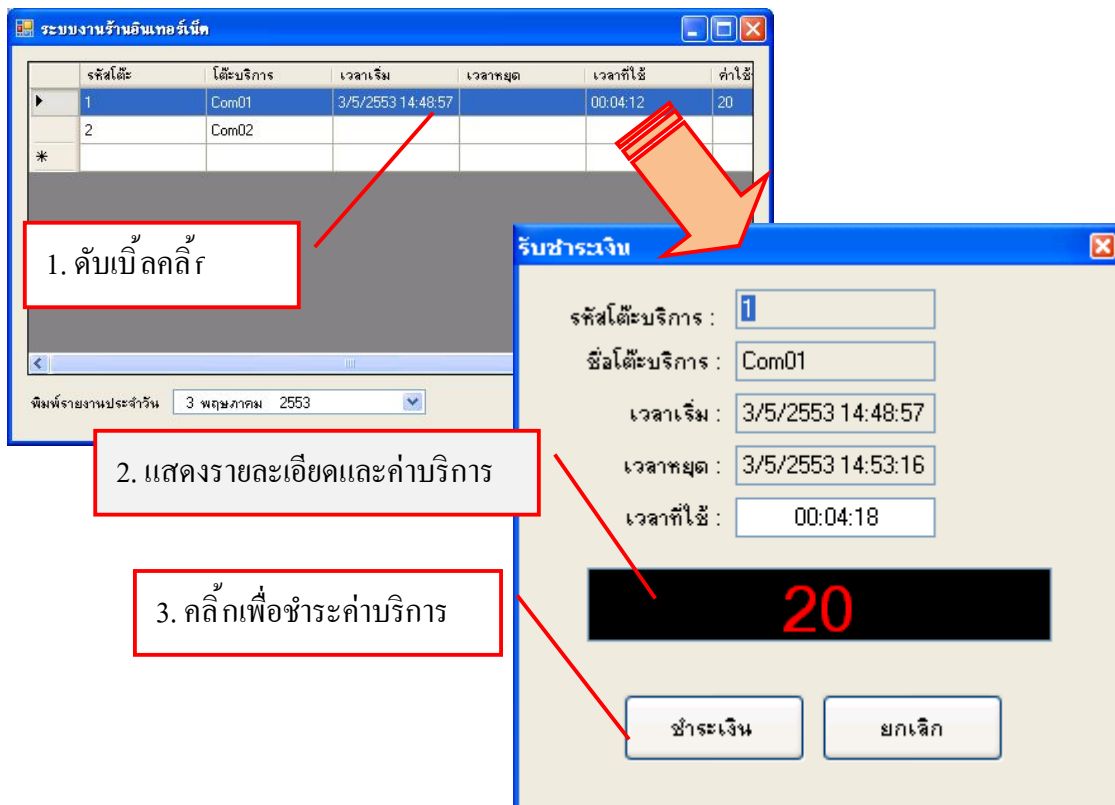 ระบบงานร้านอินเทอร์เน็ต
รหัสโต๊ะ โต๊ะบริการ เวลาเริ่ม เวลาหยุด เวลาที่ใช้ ค่าใช้
1 Com01 3/5/2553 14:48:57 00:04:12 20
2 Com02
1. ดับเบิ้ลคลิ้ก
พิมพ์รายงานประจำวัน 3 พฤษภาคม 2553
รับชำระเงิน
รหัสโต๊ะบริการ : 1
ชื่อโต๊ะบริการ : Com01
เวลาเริ่ม : 3/5/2553 14:48:57
เวลาหยุด : 3/5/2553 14:53:16
เวลาที่ใช้ : 00:04:18
2. แสดงรายละเอียดและค่าบริการ
20
3. คลิ้กเพื่อชำระค่าบริการ
ชำระเงิน ยกเลิก